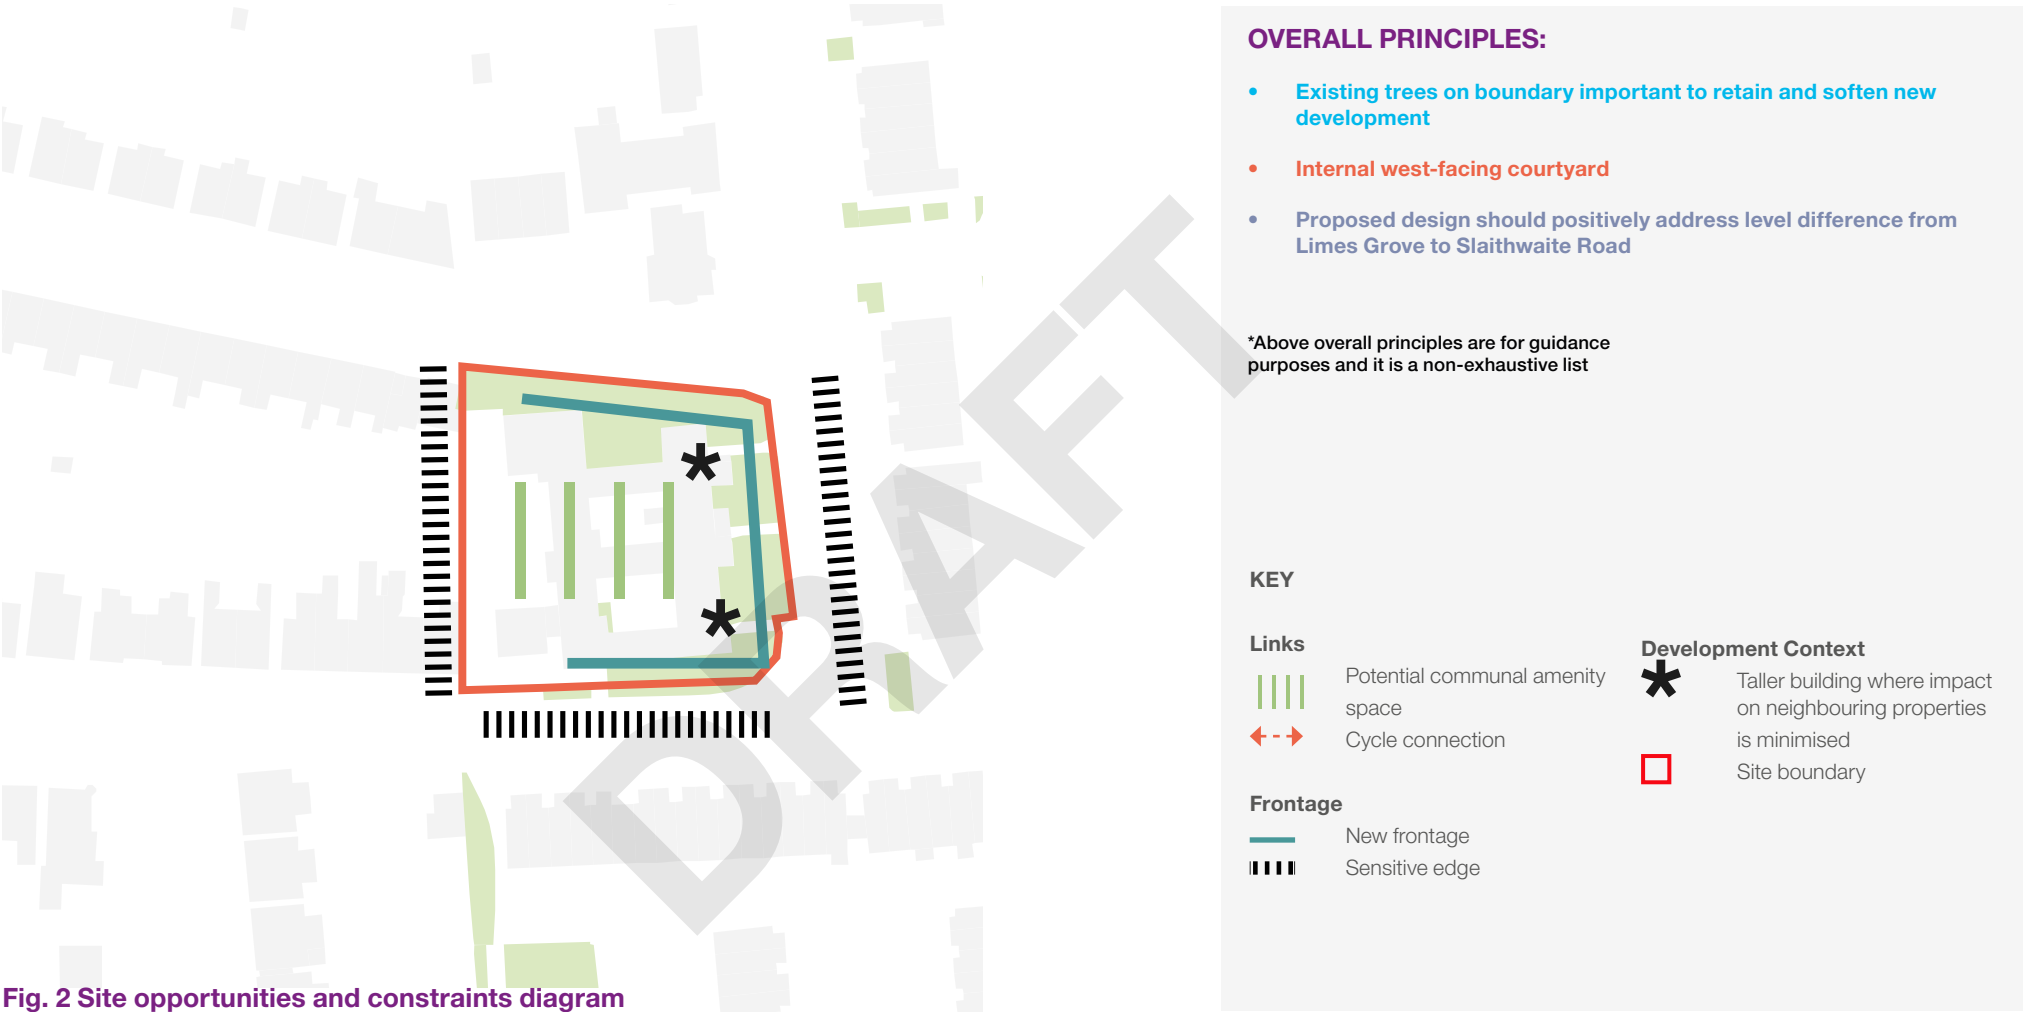 OVERALL PRINCIPLES:
• Existing trees on boundary important to retain and soften new
development
• Internal west-facing courtyard
• Proposed design should positively address level difference from
Limes Grove to Slaithwaite Road
*Above overall principles are for guidance
purposes and it is a non-exhaustive list
KEY
Links
Potential communal amenity
space
Cycle connection
Frontage
New frontage
Sensitive edge
Development Context
Taller building where impact
on neighbouring properties
is minimised
Site boundary
DRAFT
Fig. 2 Site opportunities and constraints diagram